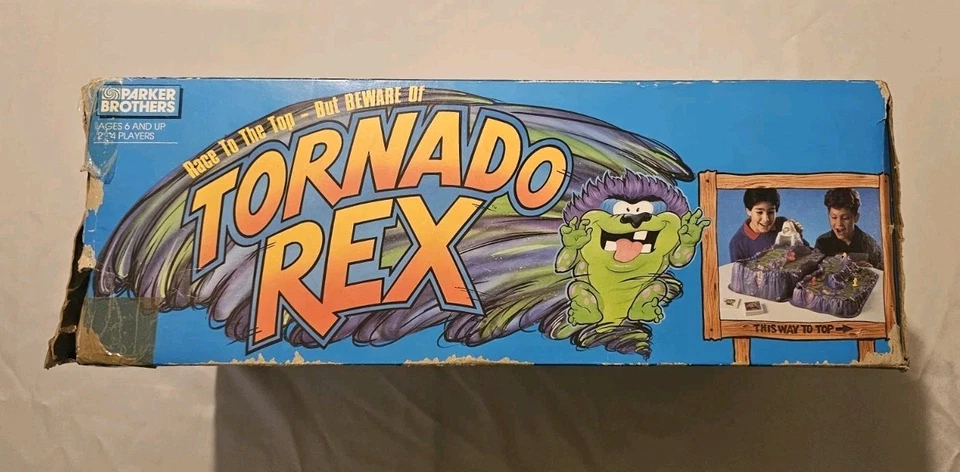 PARKER
BROTHERS
AGES 6 AND UP
2-4 PLAYERS
Race To The Top - But BEWARE Of
TORNADO
REX
THIS WAY TO TOP